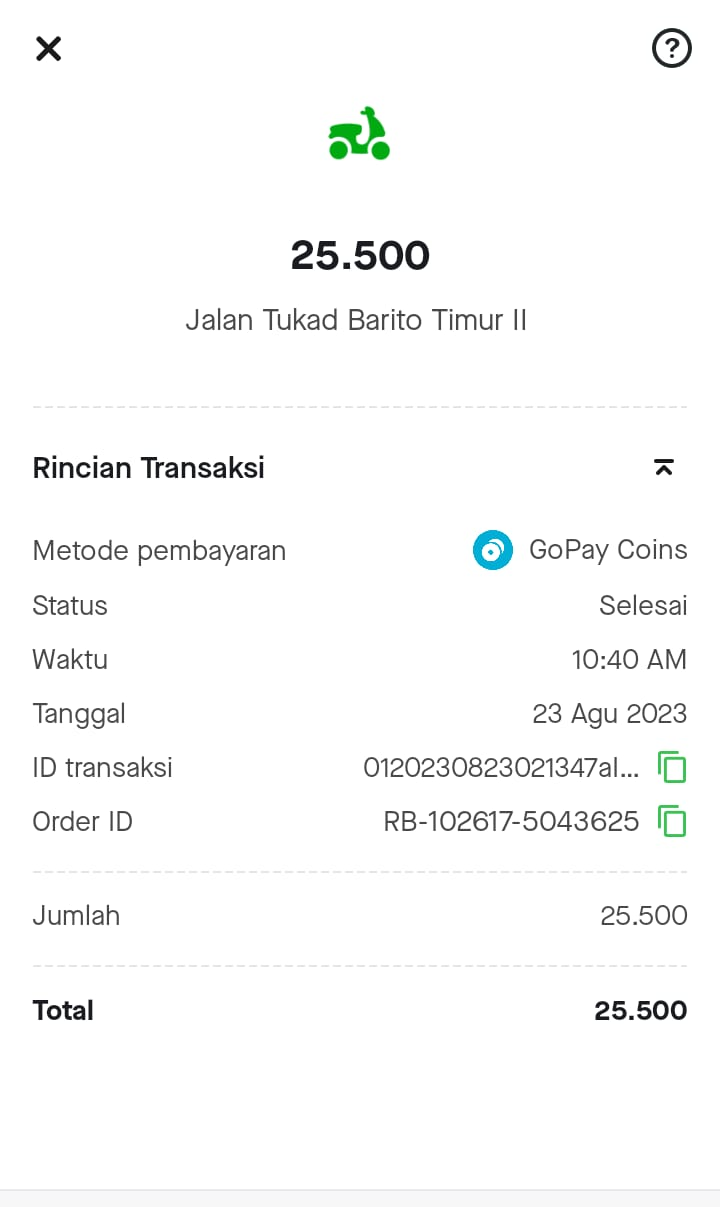 25.500
Jalan Tukad Barito Timur II
Rincian Transaksi
Metode pembayaran GoPay Coins
Status Selesai
Waktu 10:40 AM
Tanggal 23 Agu 2023
ID transaksi 0120230823021347al...
Order ID RB-102617-5043625
Jumlah 25.500
Total 25.500